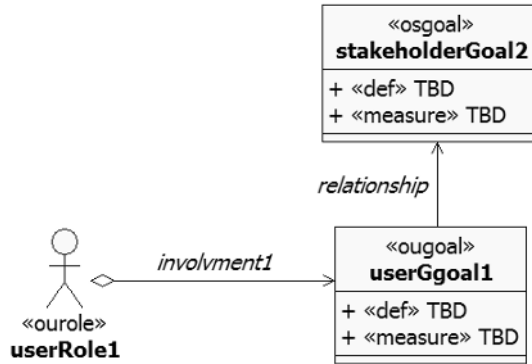 «osgoal»
stakeholderGoal2
+ «def» TBD
+ «measure» TBD
relationship
involvment1
«ougoal»
userGgoal1
+ «def» TBD
+ «measure» TBD
«ourole»
userRole1